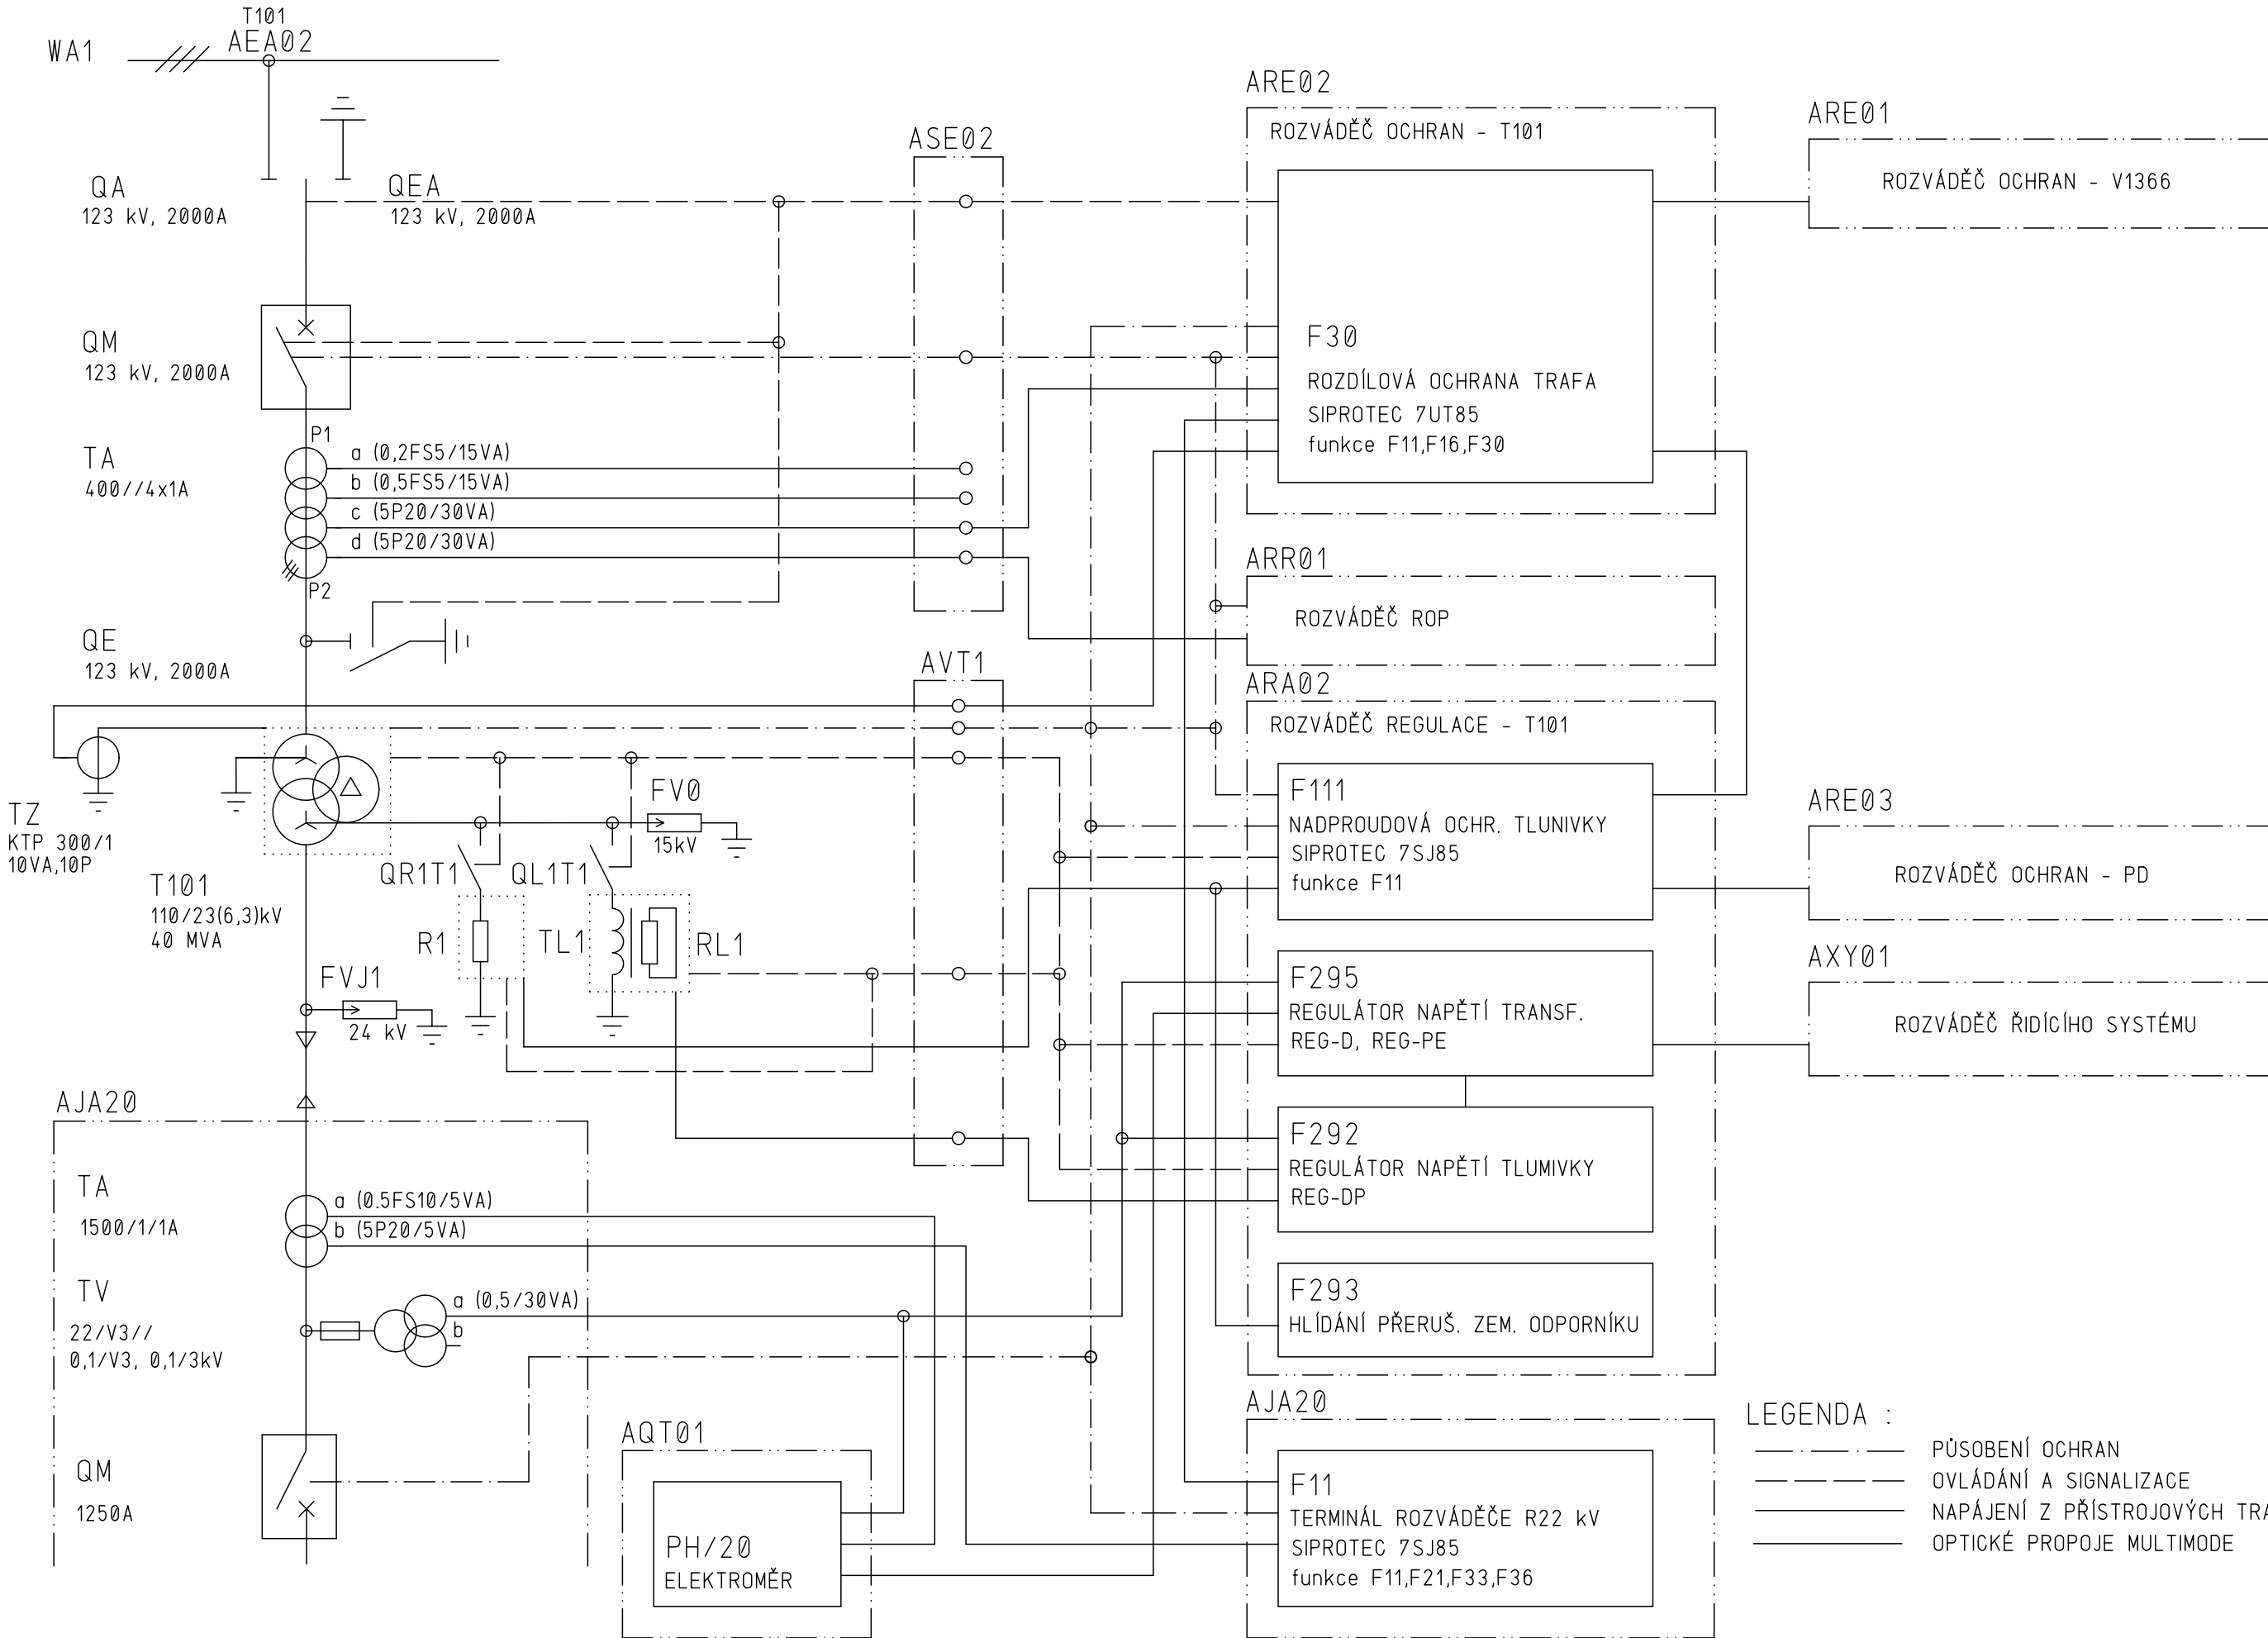 T101
AEA02
WA1
QA
123 kV, 2000A
QEA
123 kV, 2000A
QM
123 kV, 2000A
P1
TA
400//4x1A
a (0,2FS5/15VA)
b (0,5FS5/15VA)
c (5P20/30VA)
d (5P20/30VA)
P2
QE
123 kV, 2000A
TZ
KTP 300/1
10VA,10P
T101
110/23(6,3)kV
40 MVA
FV0
15kV
QR1T1
QL1T1
R1
TL1
RL1
FVJ1
24 kV
AJA20
TA
1500/1/1A
a (0.5FS10/5VA)
b (5P20/5VA)
TV
22/V3//
0,1/V3, 0,1/3kV
a (0,5/30VA)
b
QM
1250A
AQT01
PH/20
ELEKTROMĚR
ASE02
AVT1
ARE02
ROZVÁDĚČ OCHRAN - T101
F30
ROZDÍLOVÁ OCHRANA TRAFA
SIPROTEC 7UT85
funkce F11,F16,F30
ARR01
ROZVÁDĚČ ROP
ARA02
ROZVÁDĚČ REGULACE - T101
F111
NADPROUDOVÁ OCHR. TLUNIVKY
SIPROTEC 7SJ85
funkce F11
F295
REGULÁTOR NAPĚTÍ TRANSF.
REG-D, REG-PE
F292
REGULÁTOR NAPĚTÍ TLUMIVKY
REG-DP
F293
HLÍDÁNÍ PŘERUŠ. ZEM. ODPORNÍKU
AJA20
F11
TERMINÁL ROZVÁDĚČE R22 kV
SIPROTEC 7SJ85
funkce F11,F21,F33,F36
ARE01
ROZVÁDĚČ OCHRAN - V1366
ARE03
ROZVÁDĚČ OCHRAN - PD
AXY01
ROZVÁDĚČ ŘIDÍCÍHO SYSTÉMU
LEGENDA :
PŮSOBENÍ OCHRAN
OVLÁDÁNÍ A SIGNALIZACE
NAPÁJENÍ Z PŘÍSTROJOVÝCH
OPTICKÉ PROPOJE MULTIMODE